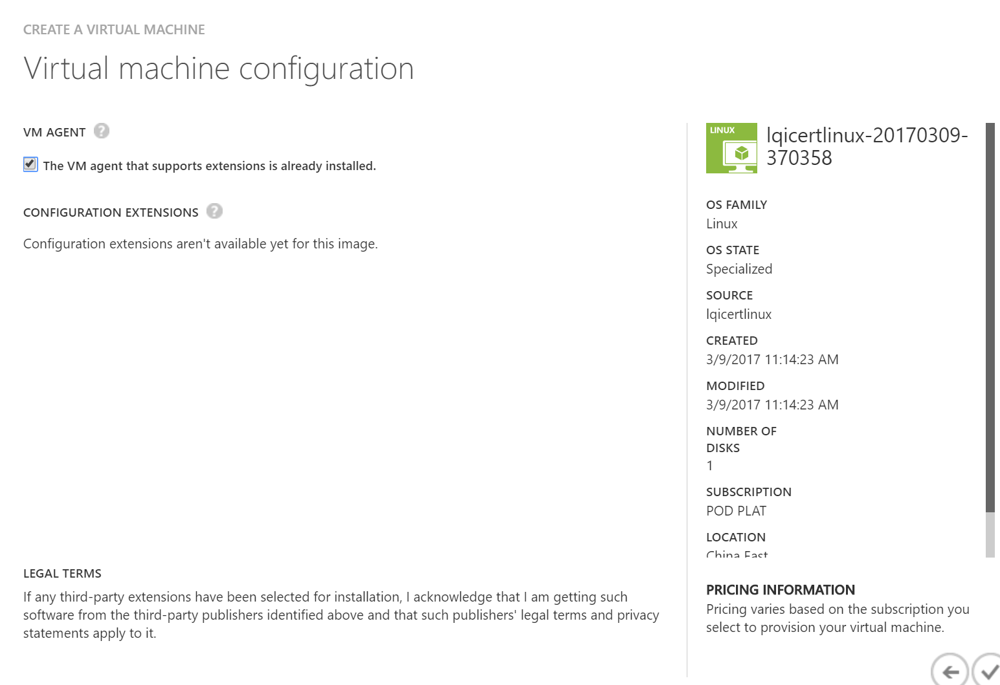 CREATE A VIRTUAL MACHINE
Virtual machine configuration
VM AGENT ?
The VM agent that supports extensions is already installed.
CONFIGURATION EXTENSIONS ?
Configuration extensions aren't available yet for this image.
LEGAL TERMS
If any third-party extensions have been selected for installation, I acknowledge that I am getting such
software from the third-party publishers identified above and that such publishers' legal terms and privacy
statements apply to it.
LINUX
lqicertlinux-20170309-
370358
OS FAMILY
Linux
OS STATE
Specialized
SOURCE
lqicertlinux
CREATED
3/9/2017 11:14:23 AM
MODIFIED
3/9/2017 11:14:23 AM
NUMBER OF
DISKS
1
SUBSCRIPTION
POD PLAT
LOCATION
China East
PRICING INFORMATION
Pricing varies based on the subscription you
select to provision your virtual machine.